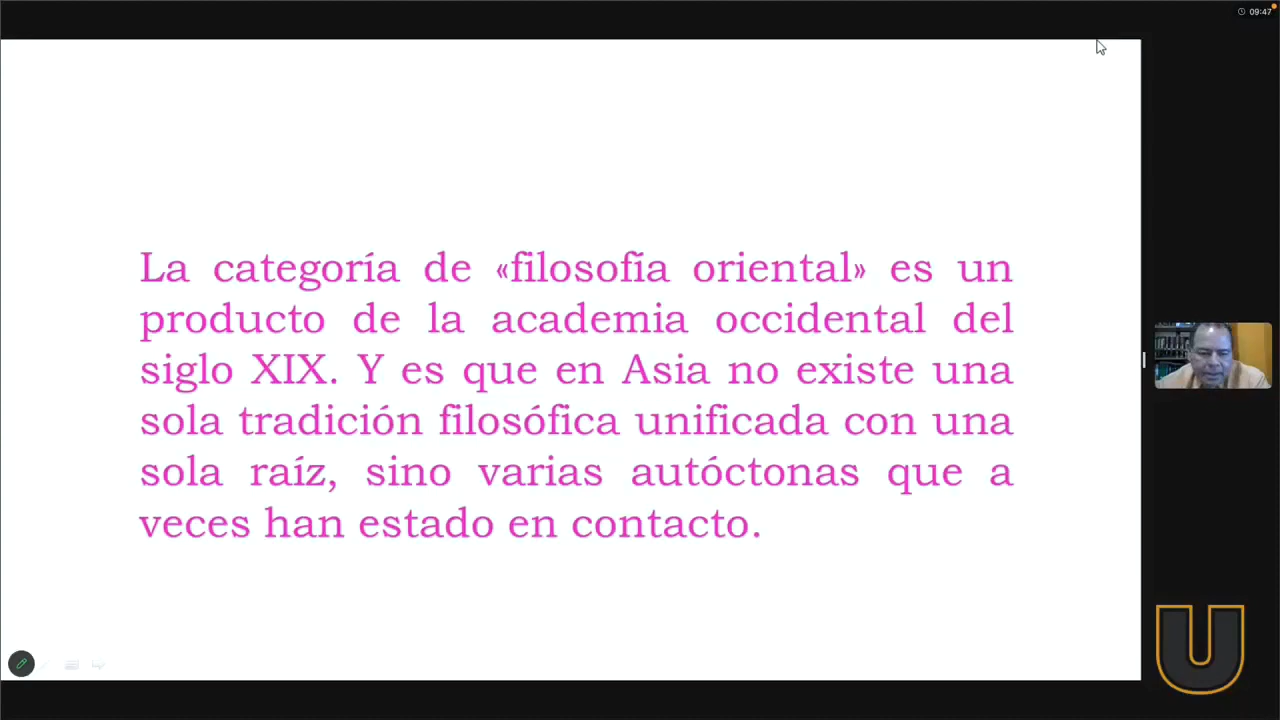 09:47
La categoría de «filosofía oriental» es un
producto de la academia occidental del
siglo XIX. Y es que en Asia no existe una
sola tradición filosófica unificada con una
sola raíz, sino varias autóctonas que a
veces han estado en contacto.
U